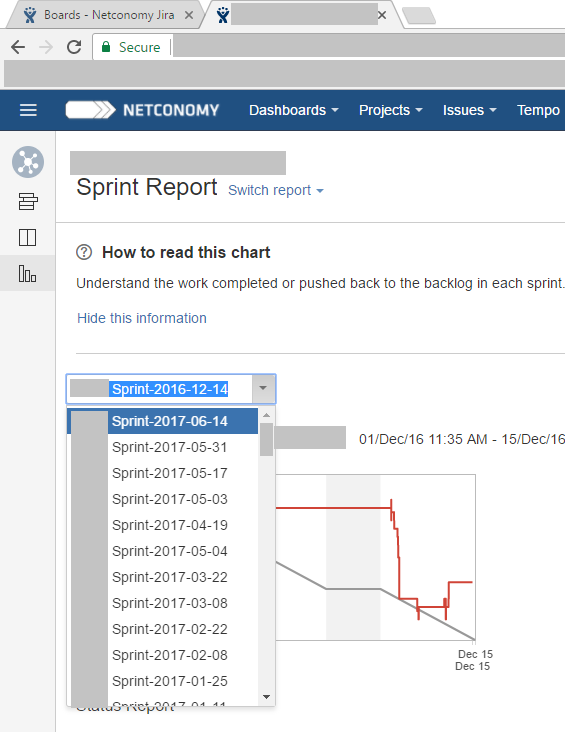 Boards - Netconomy Jira
Secure
NETCONOMY Dashboards Projects Issues Tempo
Sprint Report Switch report
? How to read this chart
Understand the work completed or pushed back to the backlog in each sprint.
Hide this information
Sprint-2016-12-14
Sprint-2017-06-14
01/Dec/16 11:35 AM - 15/Dec/16
Sprint-2017-05-31
Sprint-2017-05-17
Sprint-2017-05-03
Sprint-2017-04-19
Sprint-2017-05-04
Sprint-2017-03-22
Sprint-2017-03-08
Sprint-2017-02-22
Sprint-2017-02-08
Sprint-2017-01-25
Sprint-2017-01-11
Dec 15
Dec 15
Status Report